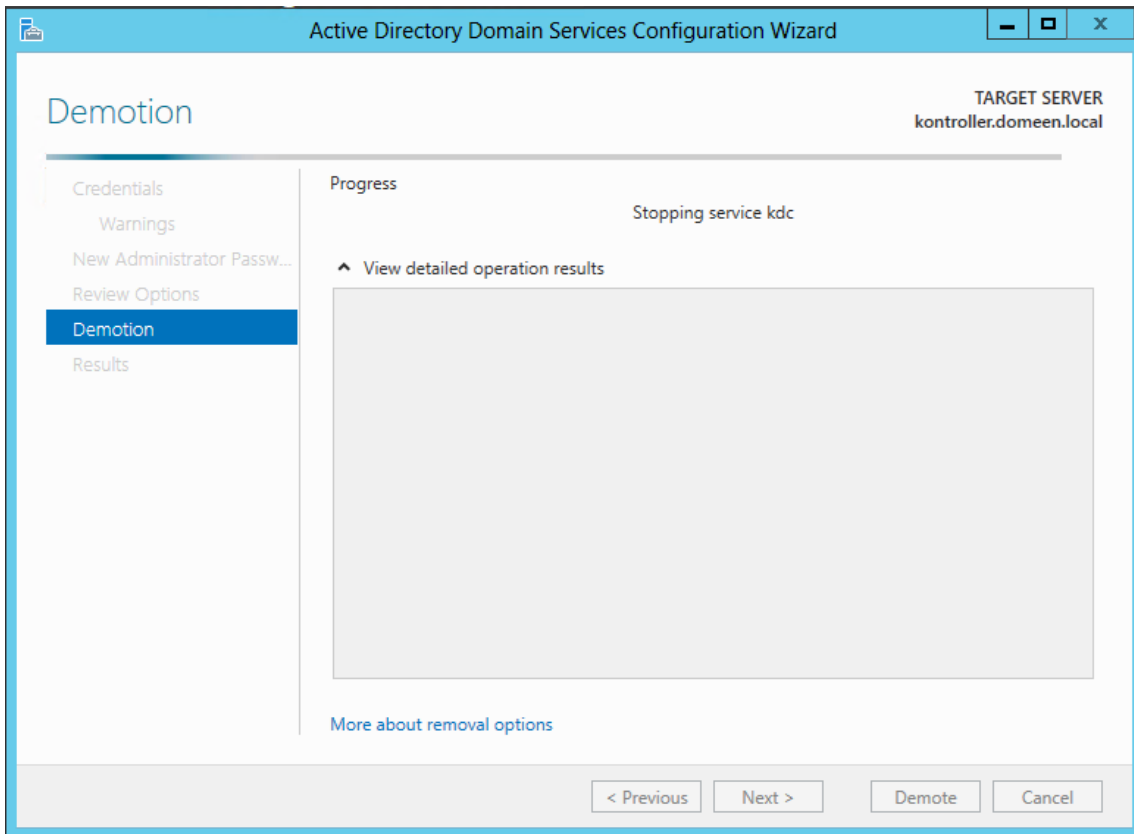 Active Directory Domain Services Configuration Wizard
Demotion
TARGET SERVER
kontroller.domeen.local
Credentials
Warnings
New Administrator Passw...
Review Options
Demotion
Results
Progress
Stopping service kdc
View detailed operation results
More about removal options
< Previous
Next >
Demote
Cancel